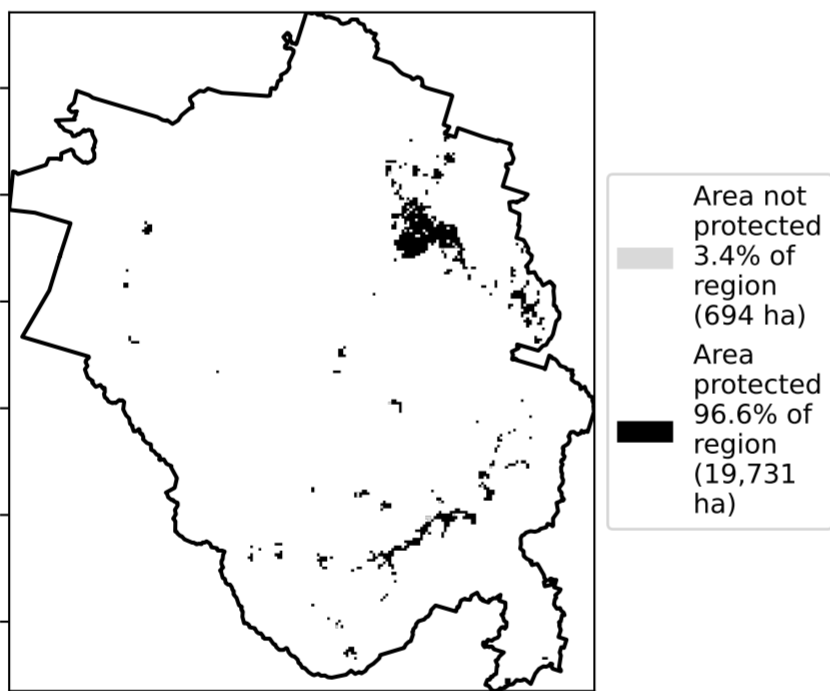 Area not
protected
3.4% of
region
(694 ha)
Area
protected
96.6% of
region
(19,731
ha)